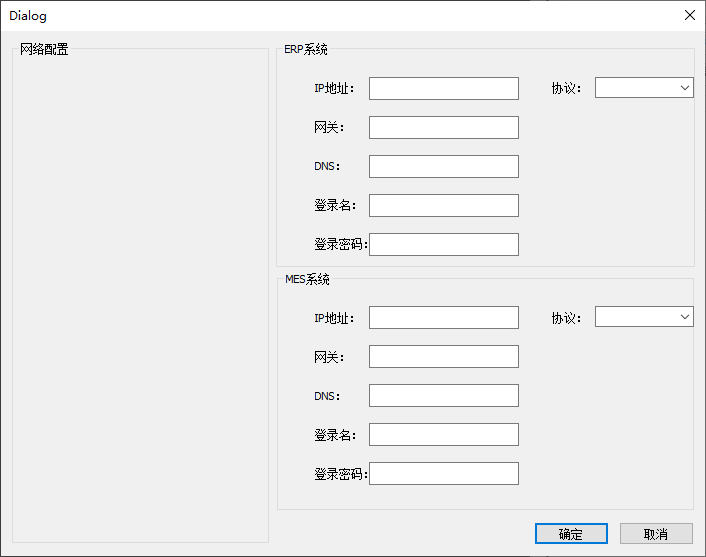 Dialog
网络配置
ERP系统
IP地址： 协议：
网关：
DNS：
登录名：
登录密码:
MES系统
IP地址： 协议：
网关：
DNS：
登录名：
登录密码:
确定 取消